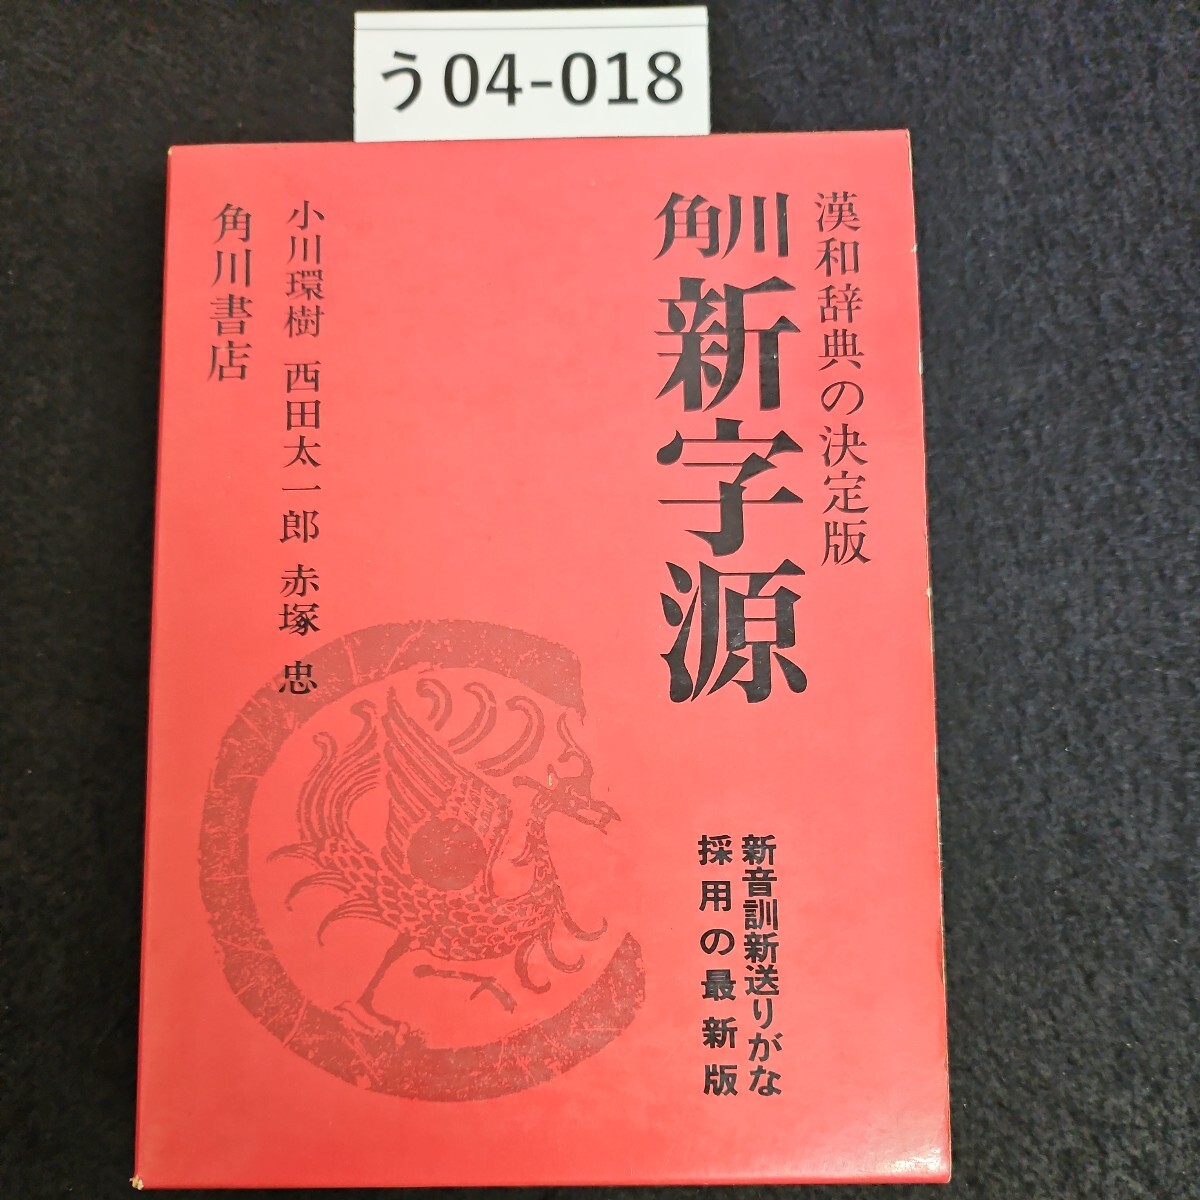 う04-018
漢和辞典の決定版
角川
新字源
新音訓新送りがな
採用の最新版
小川環樹 西田太一郎 赤塚 忠
角川書店